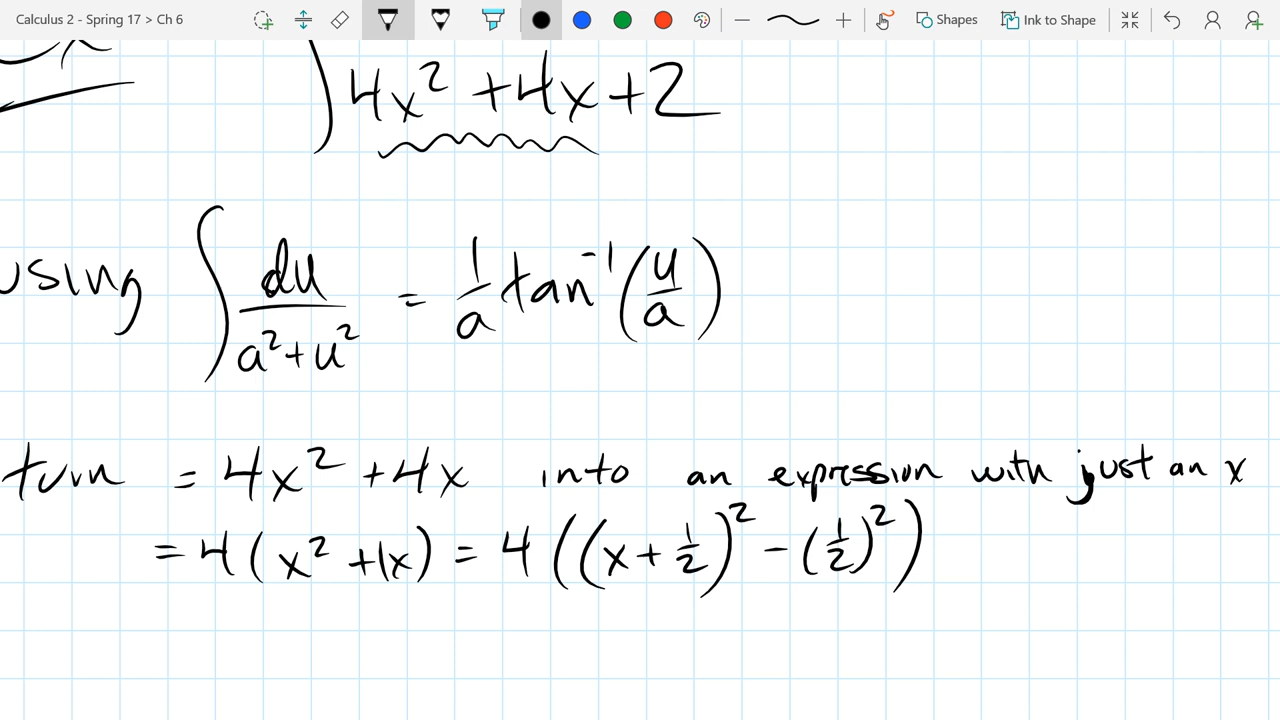 Calculus 2 - Spring 17 > Ch 6
Shapes
Ink to Shape
∫ 4x² + 4x + 2
using ∫ du / (a² + u²) = 1/a tan⁻¹(u/a)
turn = 4x² + 4x into an expression with just an x
= 4(x² + 1x) = 4((x + 1/2)² - (1/2)²)